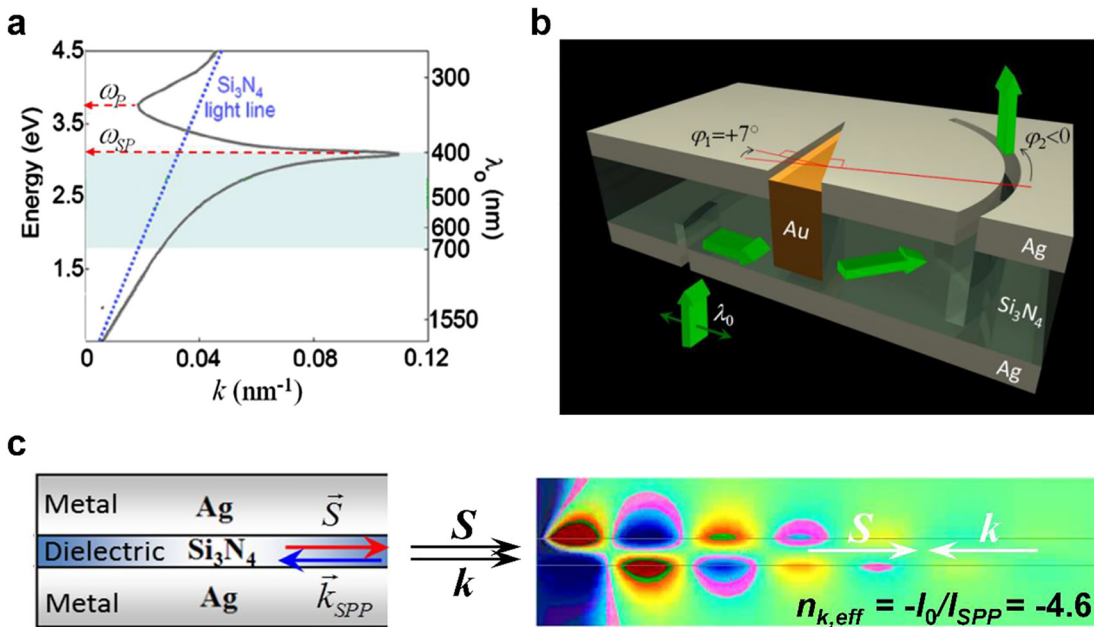 a
4.5
3.5
2.5
1.5
Energy (eV)
ω_P
ω_SP
Si₃N₄
light line
300
400
500
600
700
1550
λ₀ (nm)
0 0.04 0.08 0.12
k (nm⁻¹)
b
φ₁=+7°
φ₂<0
Au
Ag
Si₃N₄
Ag
λ₀
c
Metal Ag S⃗
Dielectric Si₃N₄
Metal Ag k⃗_SPP
S
k
S k
n_k,eff = -l₀/l_SPP = -4.6